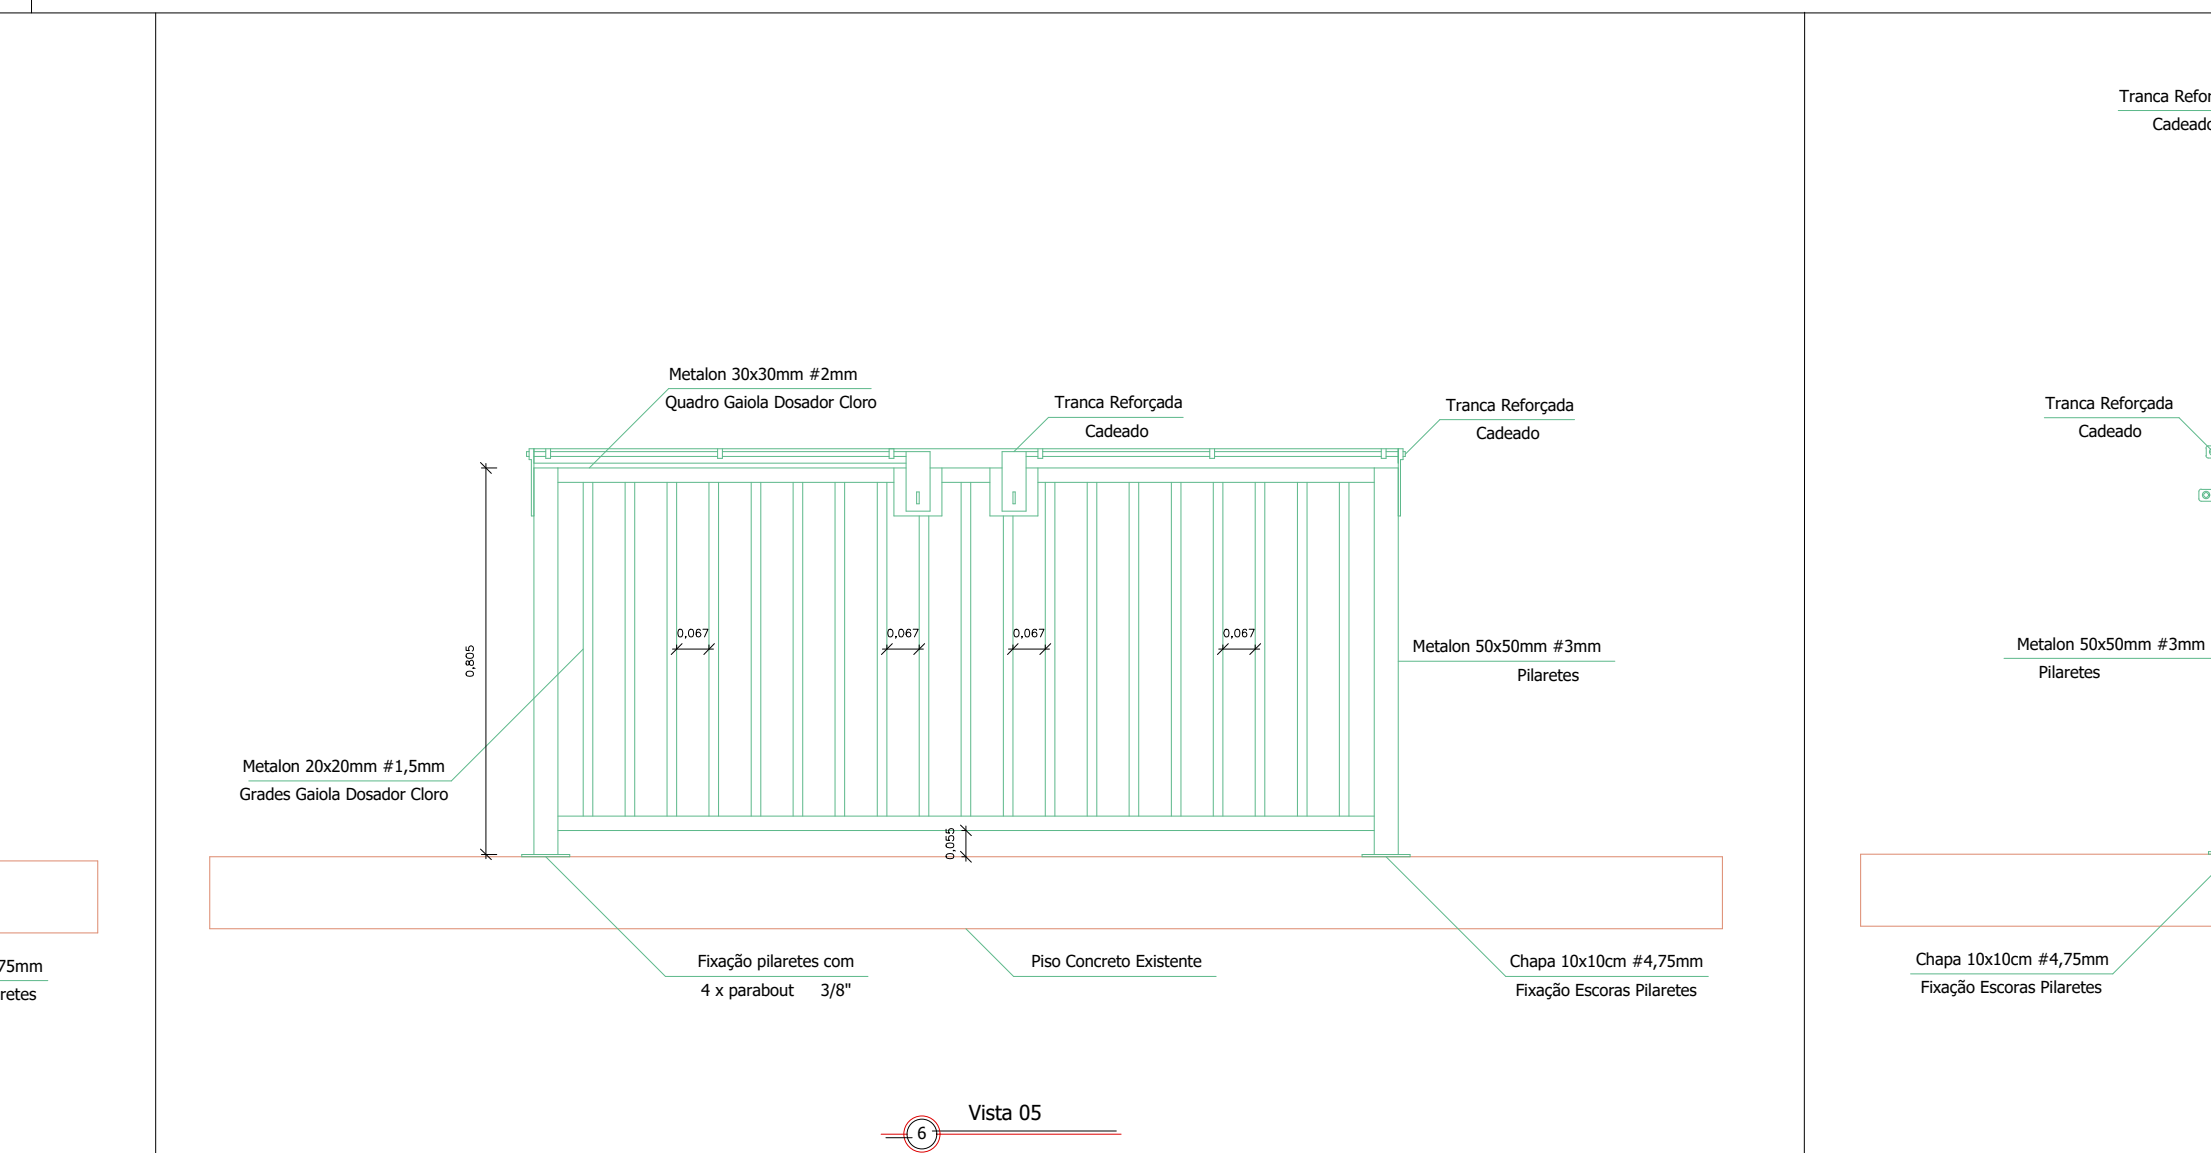 Tranca Refor
Cadeado
Metalon 30x30mm #2mm
Quadro Gaiola Dosador Cloro
Tranca Reforçada
Cadeado
Tranca Reforçada
Cadeado
Tranca Reforçada
Cadeado
0,805
0,067
0,067
0,067
0,067
Metalon 50x50mm #3mm
Pilaretes
Metalon 50x50mm #3mm
Pilaretes
Metalon 20x20mm #1,5mm
Grades Gaiola Dosador Cloro
0,055
75mm
retes
Fixação pilaretes com
4 x parabout 3/8"
Piso Concreto Existente
Chapa 10x10cm #4,75mm
Fixação Escoras Pilaretes
Chapa 10x10cm #4,75mm
Fixação Escoras Pilaretes
Vista 05
6